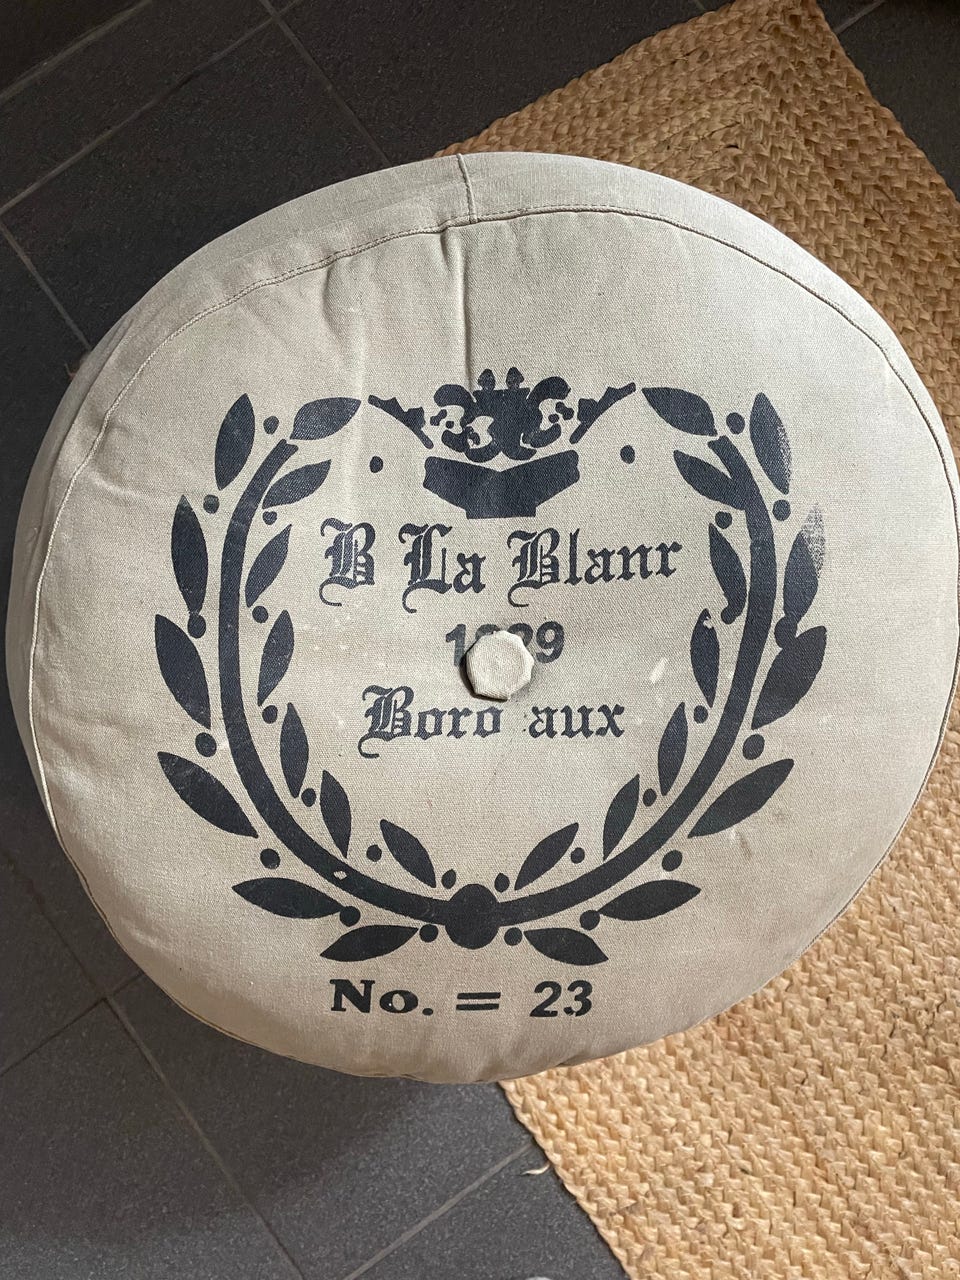 B La Blanr
Boro aux
No. = 23